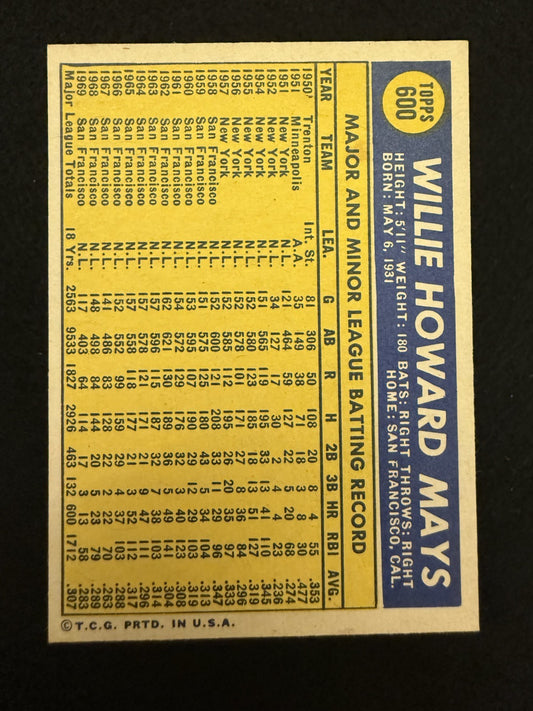 TOPPS
600
WILLIE HOWARD MAYS
HEIGHT: 5'11" WEIGHT: 180 BATS: RIGHT THROWS: RIGHT
BORN: MAY 6, 1931 HOME: SAN FRANCISCO, CAL.
MAJOR AND MINOR LEAGUE BATTING RECORD
YEAR TEAM LEA. G AB R H 2B 3B HR RBI AVG.
1950 Trenton Int. St. 81 306 50 108 20 8 4 55 .353
1951 Minneapolis A.A. 35 149 38 71 18 3 8 30 .477
1951 New York N.L. 121 464 59 127 22 5 20 68 .274
1952 New York N.L. 34 127 17 30 2 4 4 23 .236
1954 New York N.L. 151 565 119 195 33 13 41 110 .345
1955 New York N.L. 152 580 123 185 18 13 51 127 .319
1956 New York N.L. 152 578 101 171 27 8 36 84 .296
1957 New York N.L. 152 585 112 195 26 20 35 97 .333
1958 San Francisco N.L. 152 600 121 208 33 11 29 96 .347
1959 San Francisco N.L. 151 575 125 180 43 5 34 104 .313
1960 San Francisco N.L. 153 595 107 190 29 12 29 103 .319
1961 San Francisco N.L. 154 572 129 176 32 3 40 123 .308
1962 San Francisco N.L. 162 621 130 189 36 5 49 141 .304
1963 San Francisco N.L. 157 596 115 187 32 7 38 103 .314
1964 San Francisco N.L. 157 578 121 171 21 9 47 111 .296
1965 San Francisco N.L. 157 558 118 177 21 3 52 112 .317
1966 San Francisco N.L. 152 552 99 159 29 4 37 103 .288
1967 San Francisco N.L. 141 486 83 128 22 2 22 70 .263
1968 San Francisco N.L. 148 498 84 144 20 5 23 79 .289
1969 San Francisco N.L. 117 403 64 114 17 3 13 58 .283
Major League Totals 18 Yrs. 2563 9533 1827 2926 463 132 600 1712 .307
©T.C.G. PRTD. IN U.S.A.